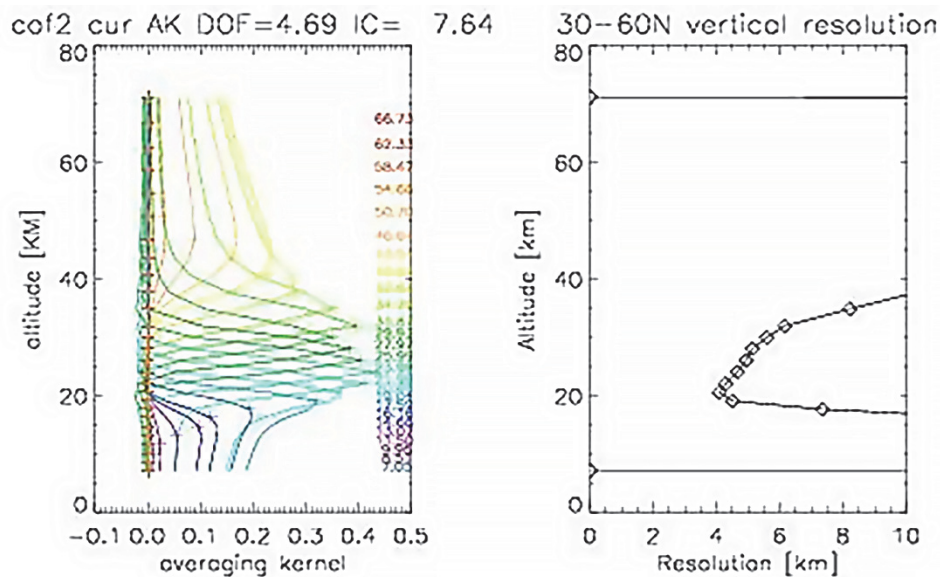 cof2 cur AK DOF=4.69 IC= 7.64
30-60N vertical resolution
80
60
40
20
0
altitude [KM]
-0.1 0.0 0.1 0.2 0.3 0.4 0.5
averaging kernel
66.73
62.33
58.47
54.66
50.70
7.03
80
60
40
20
0
Altitude [km]
0 2 4 6 8 10
Resolution [km]